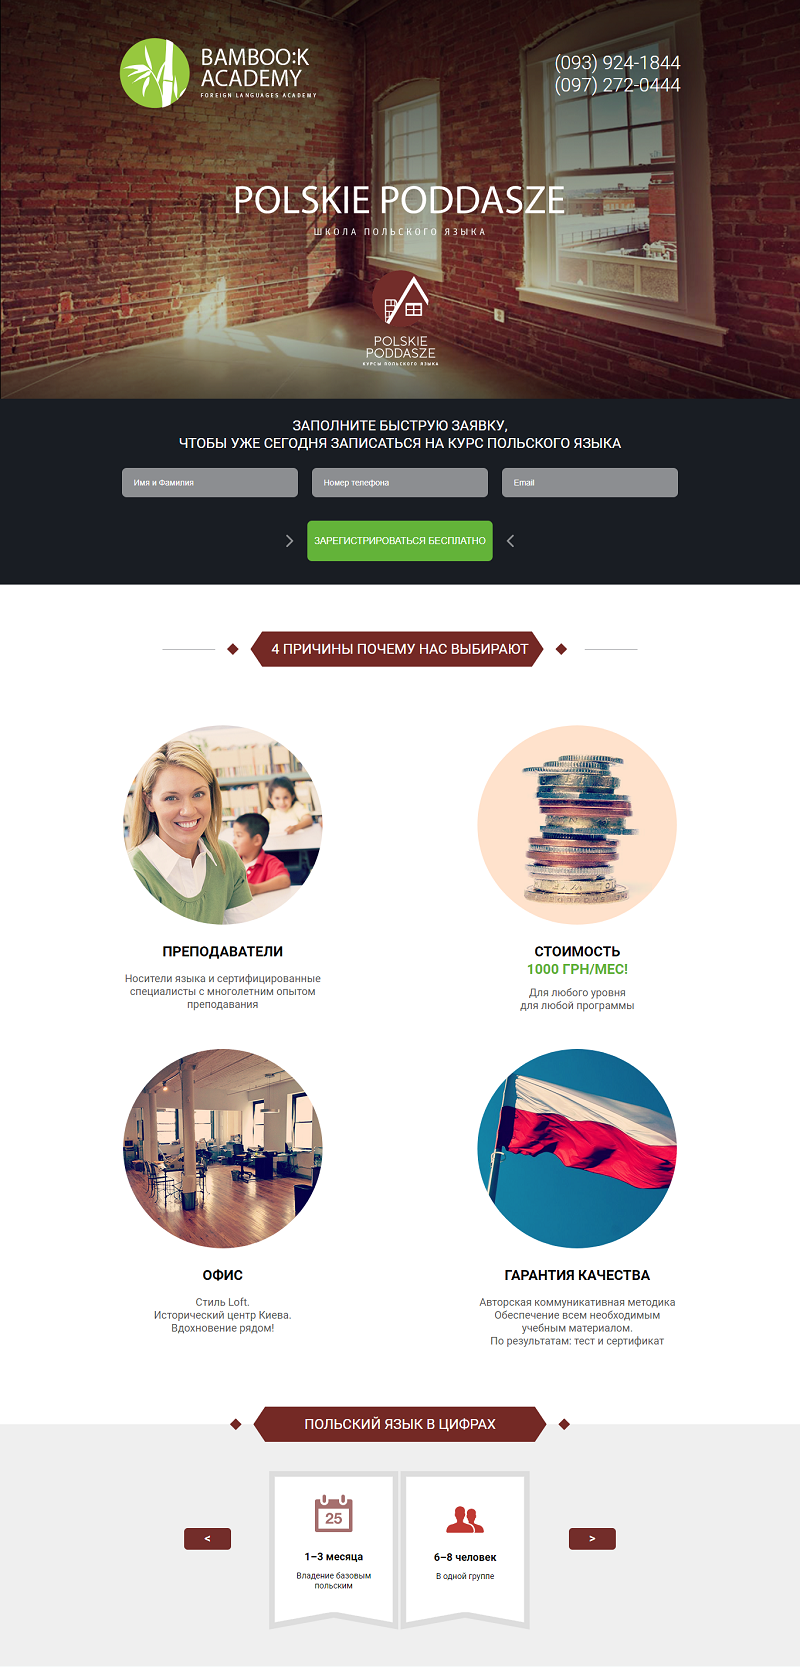 BAMBOO:K
ACADEMY
FOREIGN LANGUAGES ACADEMY
(093) 924-1844
(097) 272-0444
POLSKIE PODDASZE
ШКОЛА ПОЛЬСКОГО ЯЗЫКА
POLSKIE
PODDASZE
КУРСЫ ПОЛЬСКОГО ЯЗЫКА
ЗАПОЛНИТЕ БЫСТРУЮ ЗАЯВКУ,
ЧТОБЫ УЖЕ СЕГОДНЯ ЗАПИСАТЬСЯ НА КУРС ПОЛЬСКОГО ЯЗЫКА
Имя и Фамилия
Номер телефона
Email
ЗАРЕГИСТРИРОВАТЬСЯ БЕСПЛАТНО
4 ПРИЧИНЫ ПОЧЕМУ НАС ВЫБИРАЮТ
ПРЕПОДАВАТЕЛИ
Носители языка и сертифицированные
специалисты с многолетним опытом
преподавания
СТОИМОСТЬ
1000 ГРН/МЕС!
Для любого уровня
для любой программы
ОФИС
Стиль Loft.
Исторический центр Киева.
Вдохновение рядом!
ГАРАНТИЯ КАЧЕСТВА
Авторская коммуникативная методика
Обеспечение всем необходимым
учебным материалом.
По результатам: тест и сертификат
ПОЛЬСКИЙ ЯЗЫК В ЦИФРАХ
<
25
1–3 месяца
Владение базовым
польским
6–8 человек
В одной группе
>